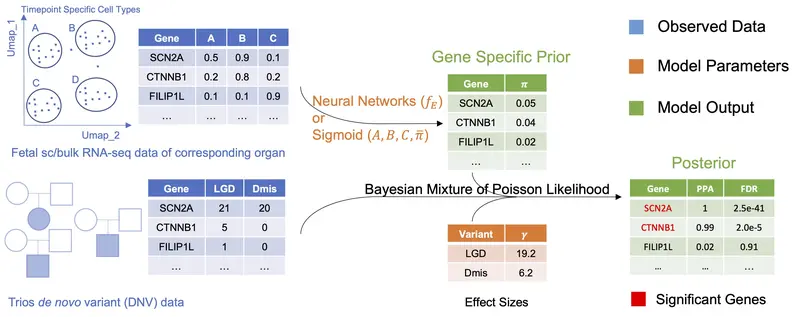 Timepoint Specific Cell Types
Umap_1
A
B
C
D
Umap_2
Gene A B C
SCN2A 0.5 0.9 0.1
CTNNB1 0.2 0.8 0.2
FILIP1L 0.1 0.1 0.9
... ... ... ...
Fetal sc/bulk RNA-seq data of corresponding organ
Neural Networks (f_E)
or
Sigmoid (A, B, C, π̅)
Gene Specific Prior
Gene π
SCN2A 0.05
CTNNB1 0.04
FILIP1L 0.02
... ...
Observed Data
Model Parameters
Model Output
Gene LGD Dmis
SCN2A 21 20
CTNNB1 5 0
FILIP1L 1 0
... ... ...
Trios de novo variant (DNV) data
Bayesian Mixture of Poisson Likelihood
Variant γ
LGD 19.2
Dmis 6.2
Effect Sizes
Posterior
Gene PPA FDR
SCN2A 1 2.5e-41
CTNNB1 0.99 2.0e-5
FILIP1L 0.02 0.91
... ... ...
Significant Genes